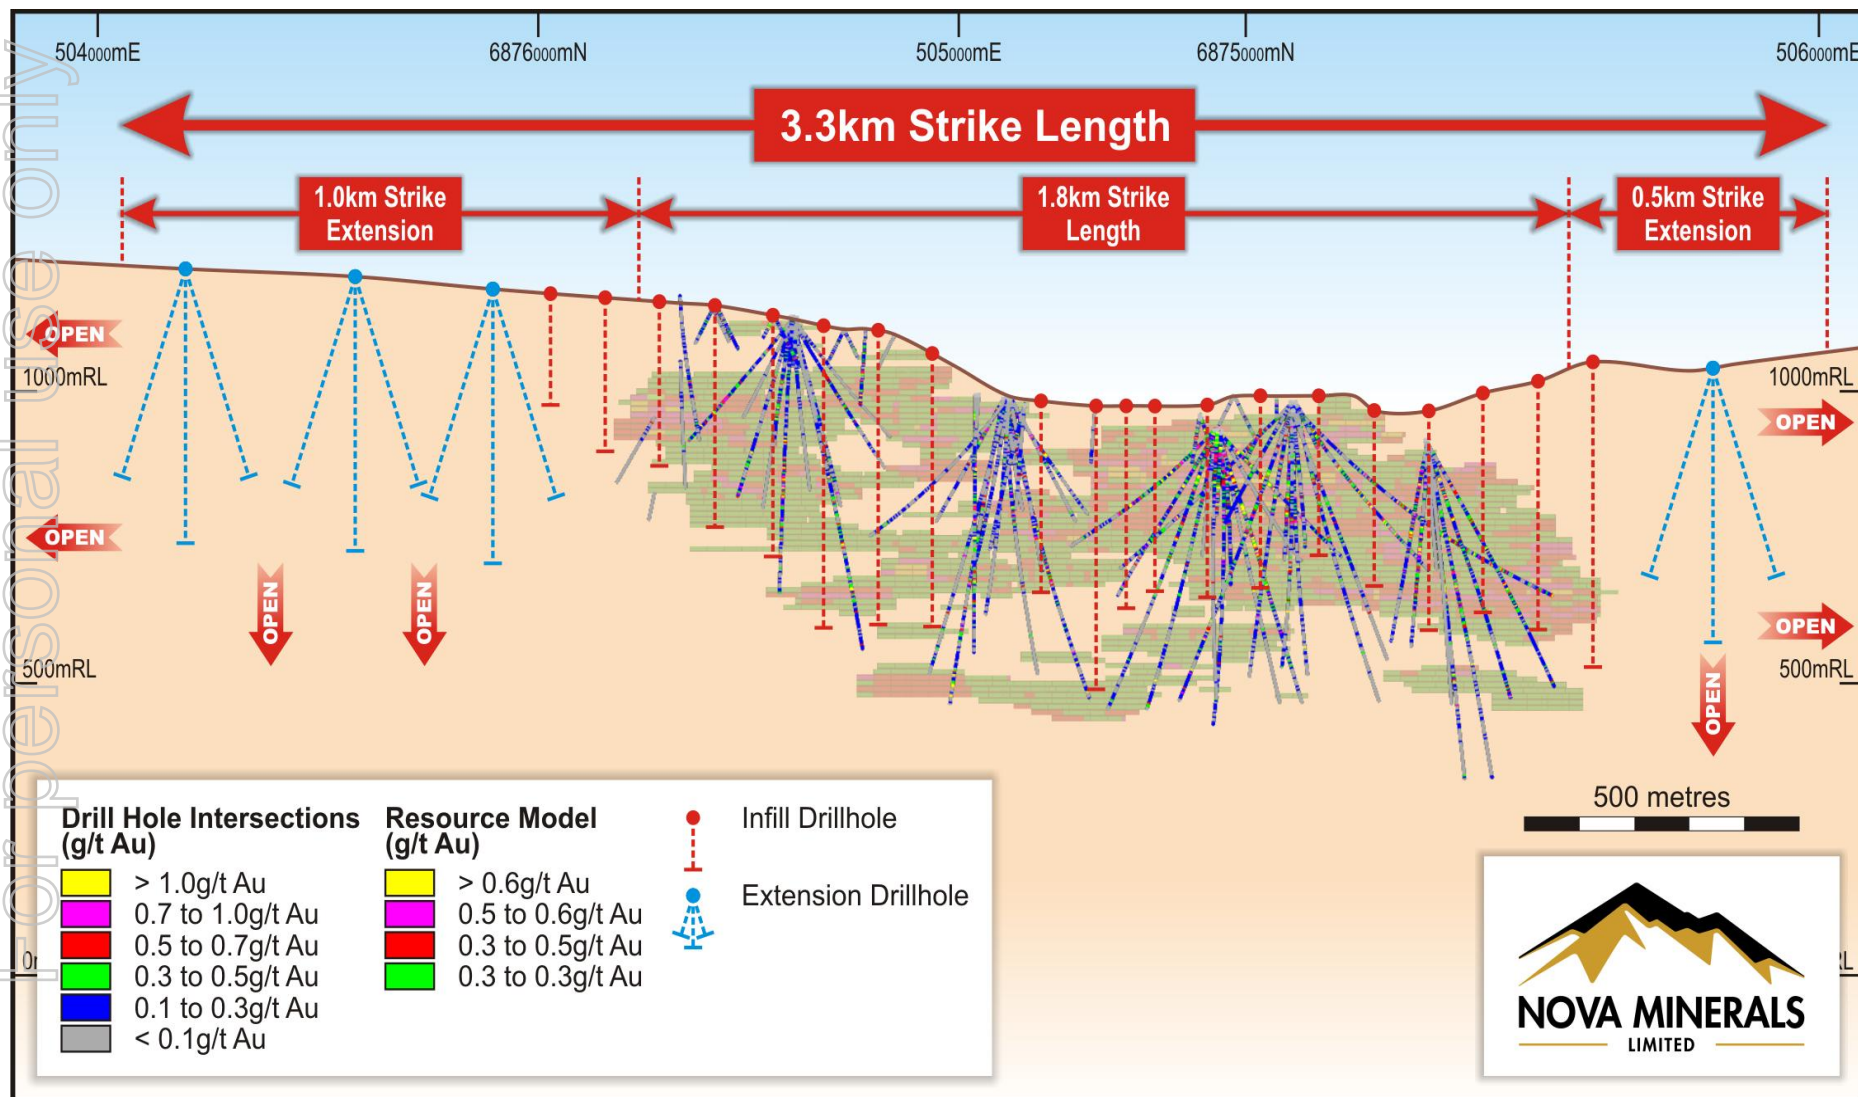 For personal use only
504000mE
6876000mN
505000mE
6875000mN
506000mE
3.3km Strike Length
1.0km Strike
Extension
1.8km Strike
Length
0.5km Strike
Extension
OPEN
1000mRL
1000mRL
OPEN
OPEN
OPEN
OPEN
OPEN
500mRL
500mRL
OPEN
500 metres
Drill Hole Intersections
(g/t Au)
> 1.0g/t Au
0.7 to 1.0g/t Au
0.5 to 0.7g/t Au
0.3 to 0.5g/t Au
0.1 to 0.3g/t Au
< 0.1g/t Au
Resource Model
(g/t Au)
> 0.6g/t Au
0.5 to 0.6g/t Au
0.3 to 0.5g/t Au
0.3 to 0.3g/t Au
Infill Drillhole
Extension Drillhole
NOVA MINERALS
LIMITED